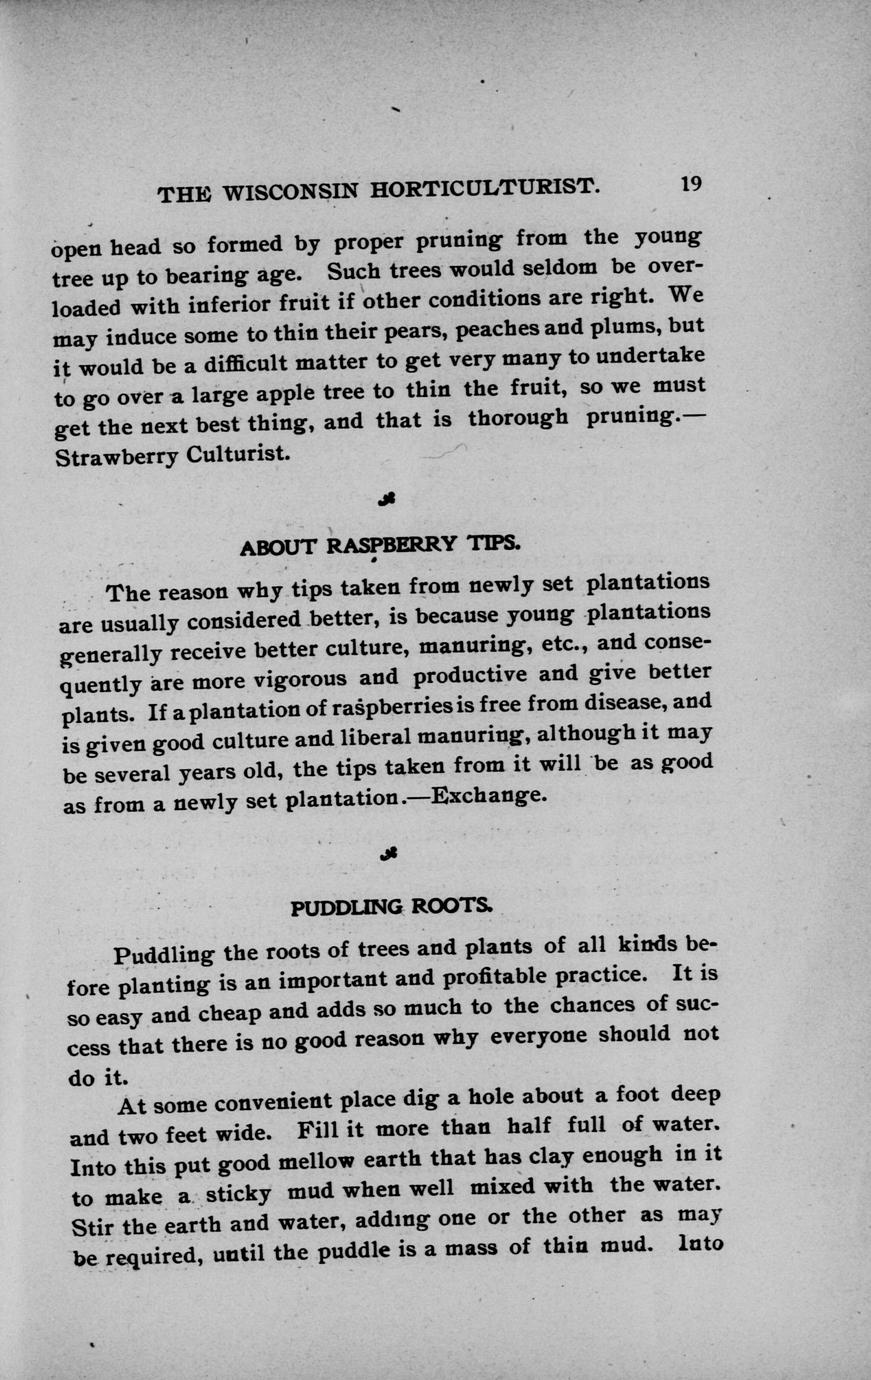 THE WISCONSIN HORTICULTURIST. 19
open head so formed by proper pruning from the young
tree up to bearing age. Such trees would seldom be over-
loaded with inferior fruit if other conditions are right. We
may induce some to thin their pears, peaches and plums, but
it would be a difficult matter to get very many to undertake
to go over a large apple tree to thin the fruit, so we must
get the next best thing, and that is thorough pruning.—
Strawberry Culturist.
ABOUT RASPBERRY TIPS.
The reason why tips taken from newly set plantations
are usually considered better, is because young plantations
generally receive better culture, manuring, etc., and conse-
quently are more vigorous and productive and give better
plants. If a plantation of raspberries is free from disease, and
is given good culture and liberal manuring, although it may
be several years old, the tips taken from it will be as good
as from a newly set plantation.—Exchange.
PUDDLING ROOTS.
Puddling the roots of trees and plants of all kinds be-
fore planting is an important and profitable practice. It is
so easy and cheap and adds so much to the chances of suc-
cess that there is no good reason why everyone should not
do it.
At some convenient place dig a hole about a foot deep
and two feet wide. Fill it more than half full of water.
Into this put good mellow earth that has clay enough in it
to make a sticky mud when well mixed with the water.
Stir the earth and water, adding one or the other as may
be required, until the puddle is a mass of thin mud. Into